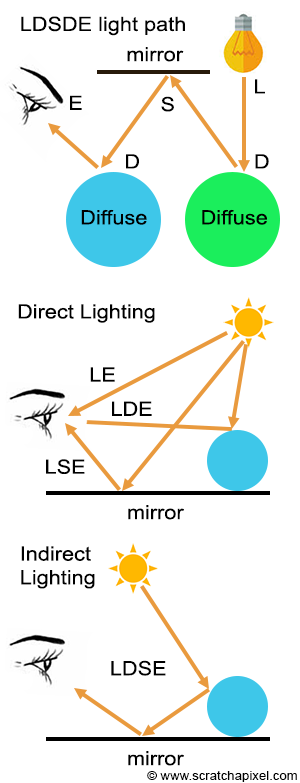 LDSDE light path
mirror
L
E
S
D
D
Diffuse
Diffuse
Direct Lighting
LE
LDE
LSE
mirror
Indirect
Lighting
LDSE
mirror
© www.scratchapixel.com